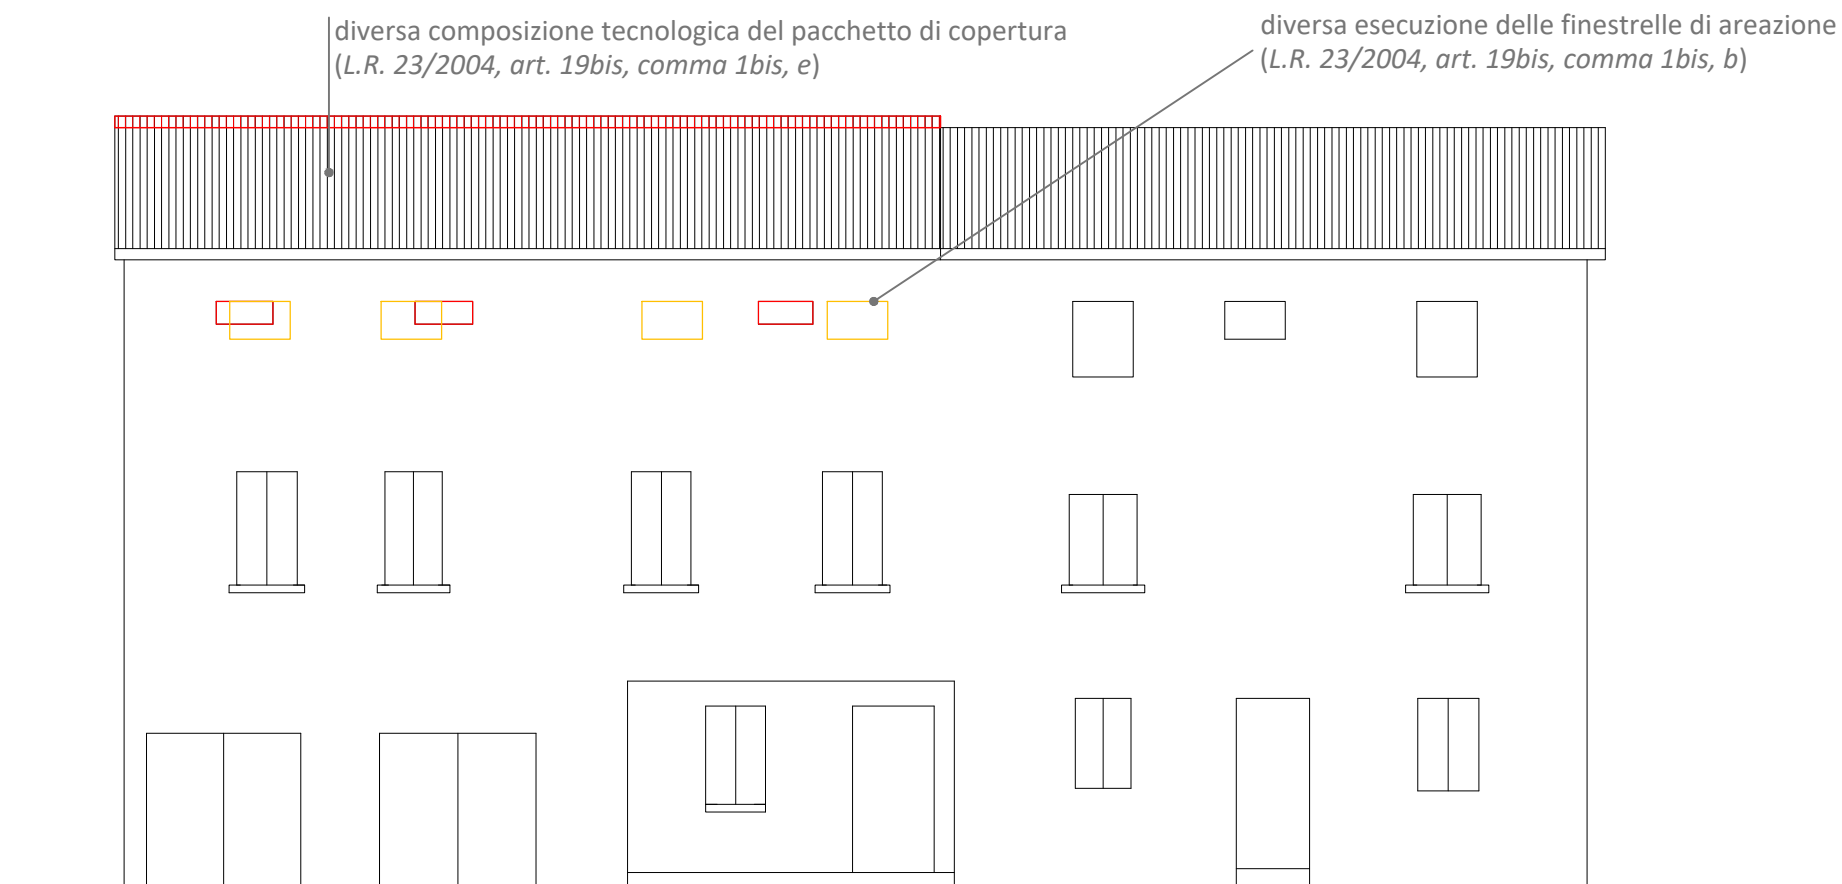 diversa composizione tecnologica del pacchetto di copertura
(L.R. 23/2004, art. 19bis, comma 1bis, e)
diversa esecuzione delle finestrelle di areazione
(L.R. 23/2004, art. 19bis, comma 1bis, b)